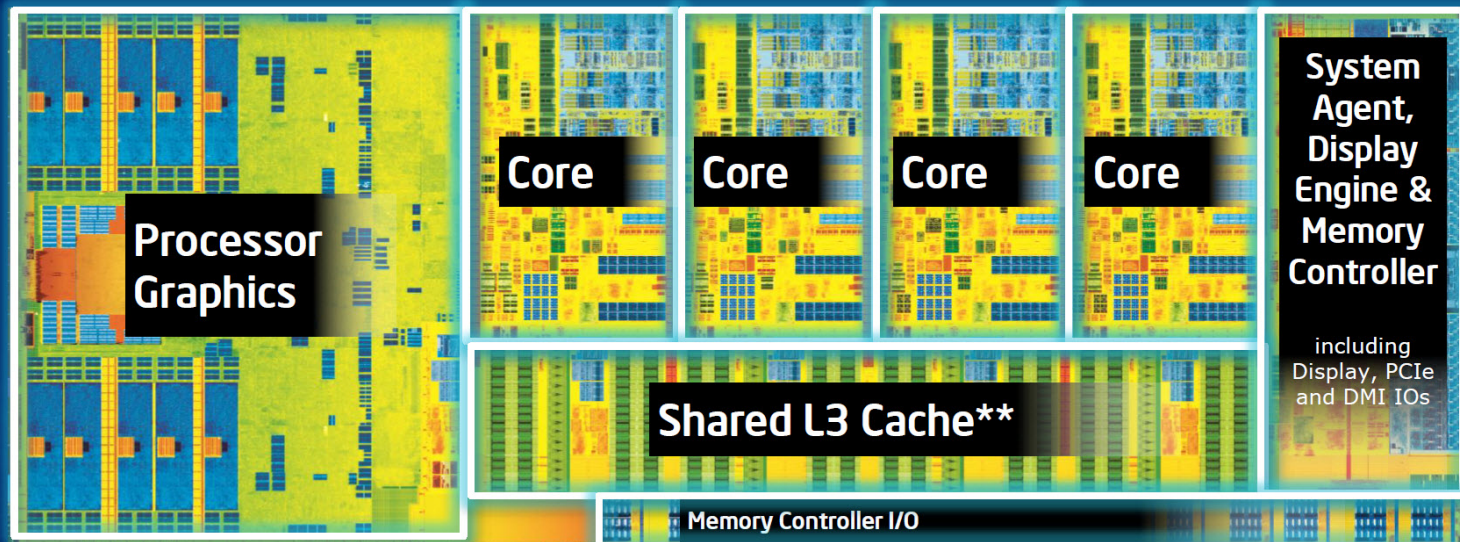 Processor
Graphics
Core
Core
Core
Core
System
Agent,
Display
Engine &
Memory
Controller
including
Display, PCIe
and DMI IOs
Shared L3 Cache**
Memory Controller I/O